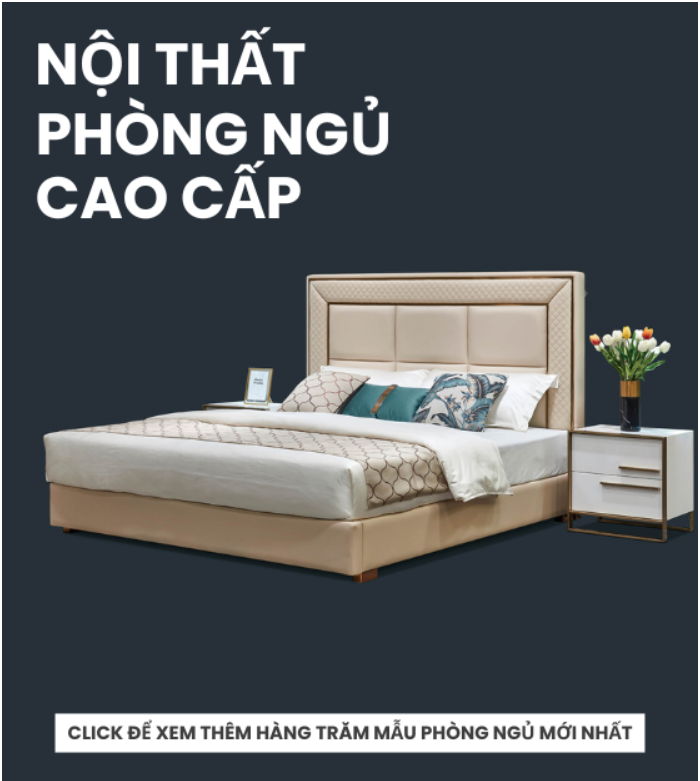 NỘI THẤT
PHÒNG NGỦ
CAO CẤP
CLICK ĐỂ XEM THÊM HÀNG TRĂM MẪU PHÒNG NGỦ MỚI NHẤT